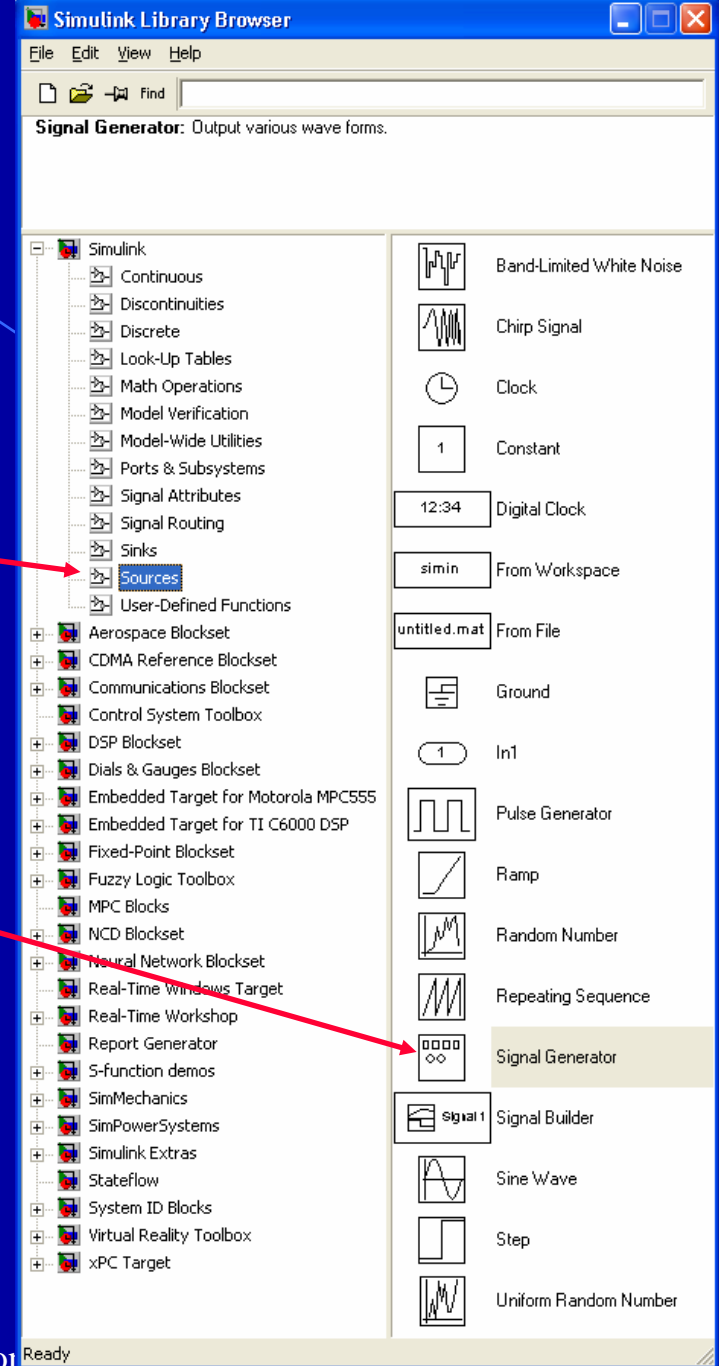 Simulink Library Browser
File Edit View Help
Find
Signal Generator: Output various wave forms.
Simulink
Continuous
Discontinuities
Discrete
Look-Up Tables
Math Operations
Model Verification
Model-Wide Utilities
Ports & Subsystems
Signal Attributes
Signal Routing
Sinks
Sources
User-Defined Functions
Aerospace Blockset
CDMA Reference Blockset
Communications Blockset
Control System Toolbox
DSP Blockset
Dials & Gauges Blockset
Embedded Target for Motorola MPC555
Embedded Target for TI C6000 DSP
Fixed-Point Blockset
Fuzzy Logic Toolbox
MPC Blocks
NCD Blockset
Neural Network Blockset
Real-Time Windows Target
Real-Time Workshop
Report Generator
S-function demos
SimMechanics
SimPowerSystems
Simulink Extras
Stateflow
System ID Blocks
Virtual Reality Toolbox
xPC Target
Band-Limited White Noise
Chirp Signal
Clock
1 Constant
12:34 Digital Clock
simin From Workspace
untitled.mat From File
Ground
1 In1
Pulse Generator
Ramp
Random Number
Repeating Sequence
Signal Generator
Signal 1 Signal Builder
Sine Wave
Step
Uniform Random Number
Ready